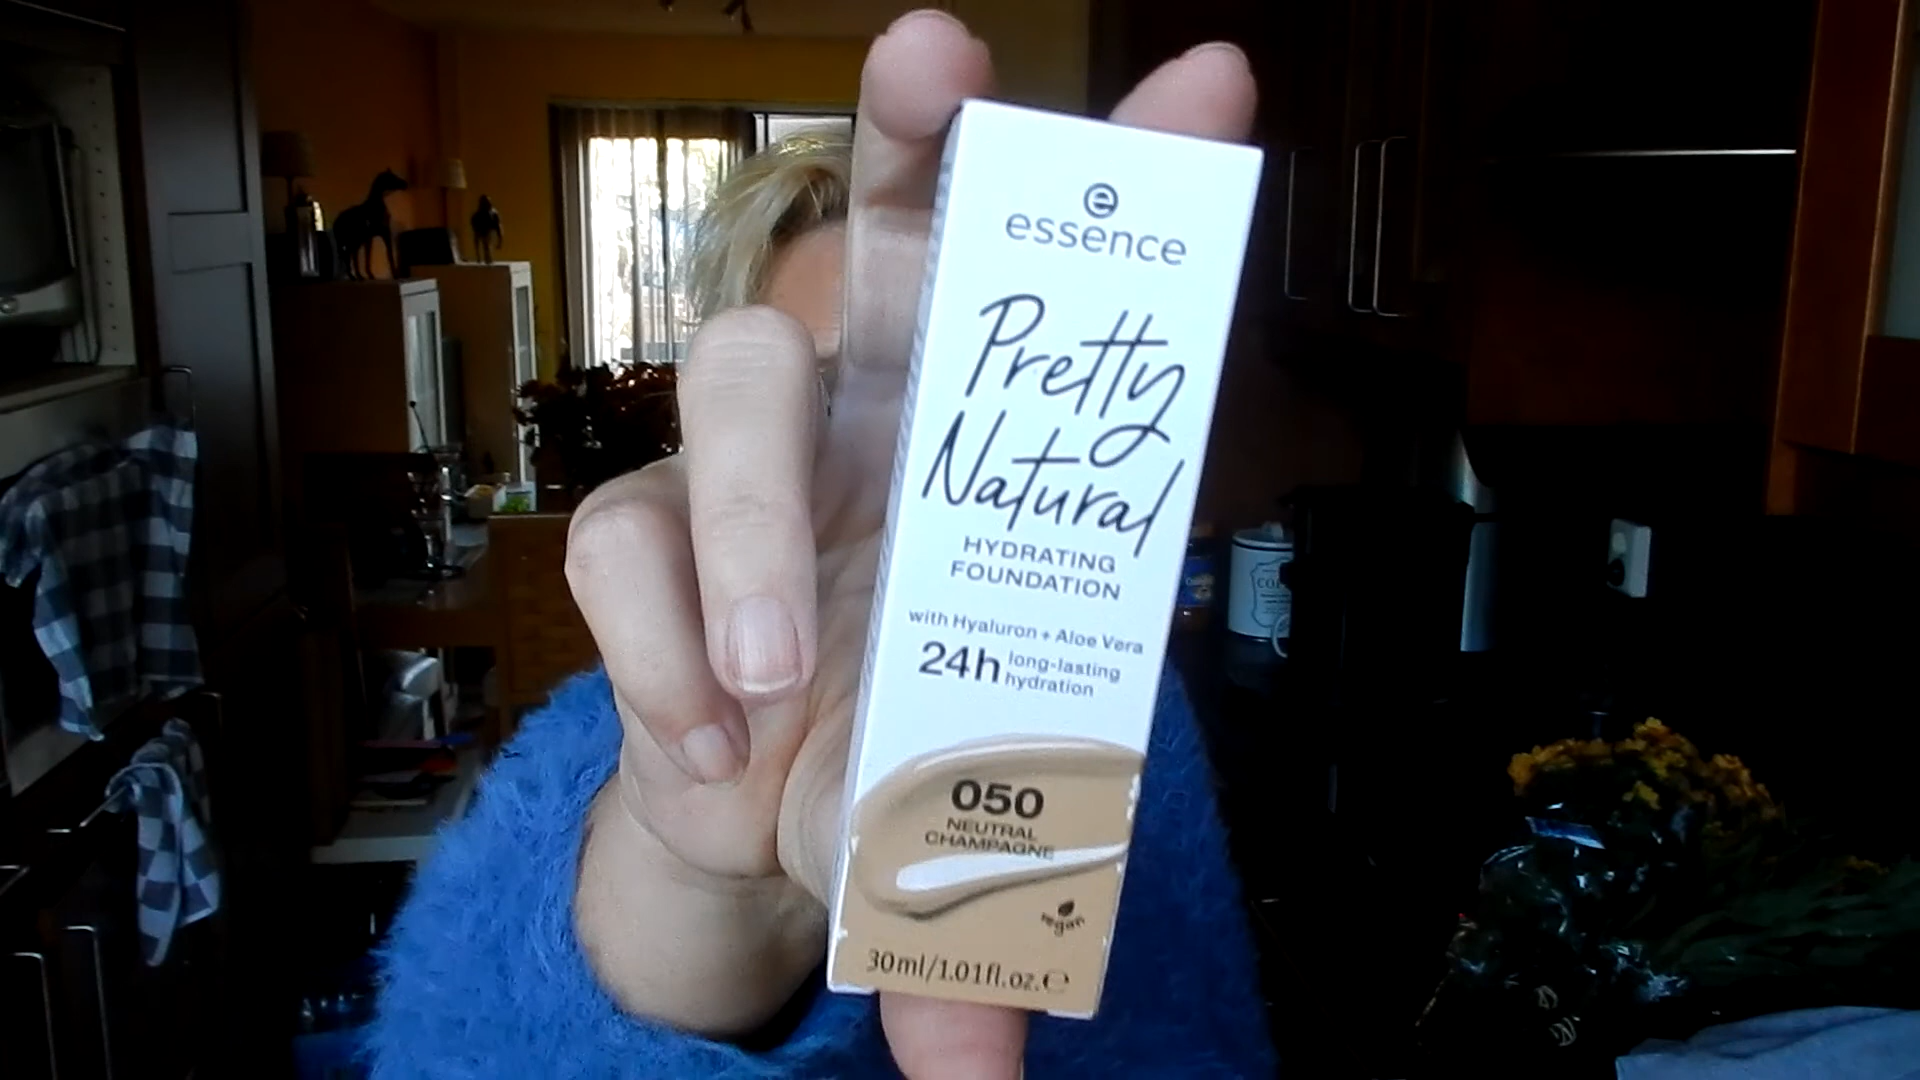 essence
Pretty
Natural
HYDRATING
FOUNDATION
with Hyaluron + Aloe Vera
24h long-lasting
hydration
050
NEUTRAL
CHAMPAGNE
vegan
30ml/1.01fl.oz.℮